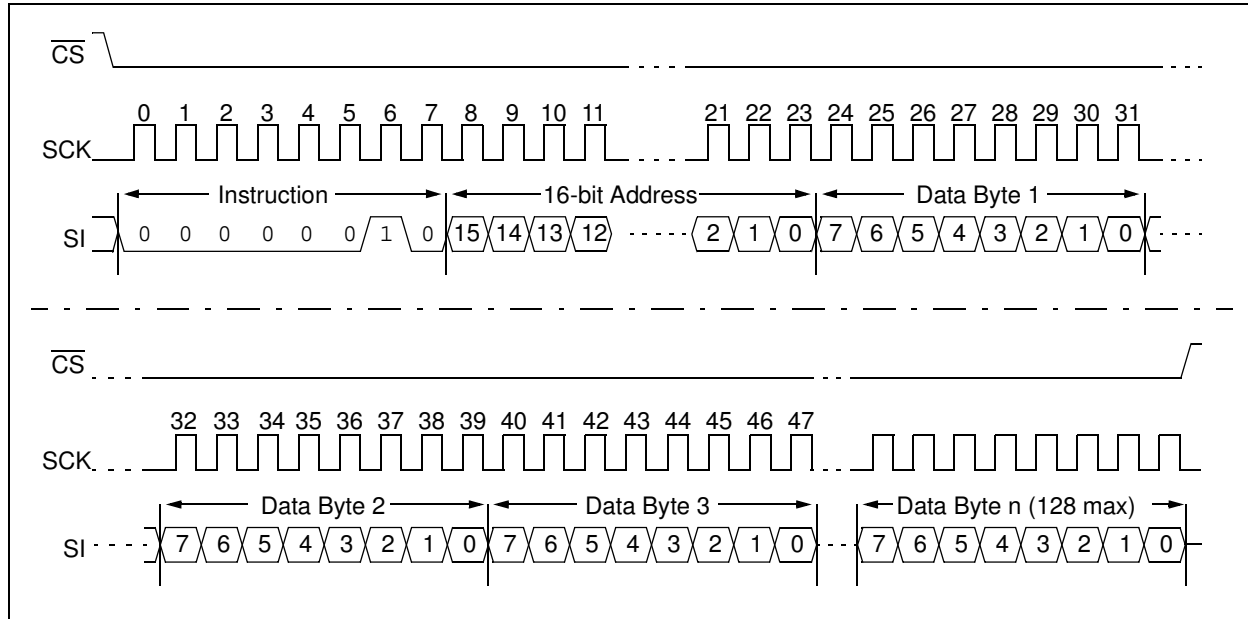 CS
0 1 2 3 4 5 6 7 8 9 10 11 21 22 23 24 25 26 27 28 29 30 31
SCK
Instruction 16-bit Address Data Byte 1
SI 0 0 0 0 0 0 1 0 15 14 13 12 2 1 0 7 6 5 4 3 2 1 0
CS
32 33 34 35 36 37 38 39 40 41 42 43 44 45 46 47
SCK
Data Byte 2 Data Byte 3 Data Byte n (128 max)
SI 7 6 5 4 3 2 1 0 7 6 5 4 3 2 1 0 7 6 5 4 3 2 1 0